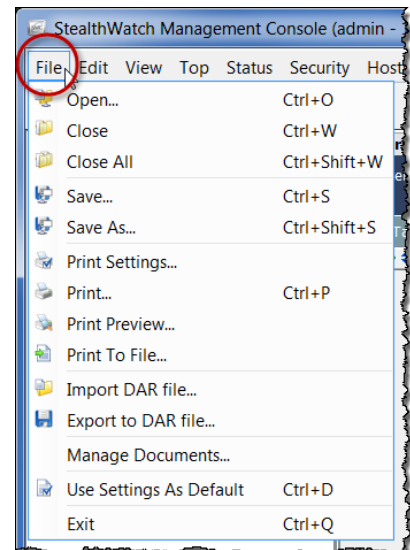 StealthWatch Management Console (admin -
File Edit View Top Status Security Host
Open... Ctrl+O
Close Ctrl+W
Close All Ctrl+Shift+W
Save... Ctrl+S
Save As... Ctrl+Shift+S
Print Settings...
Print... Ctrl+P
Print Preview...
Print To File...
Import DAR file...
Export to DAR file...
Manage Documents...
Use Settings As Default Ctrl+D
Exit Ctrl+Q